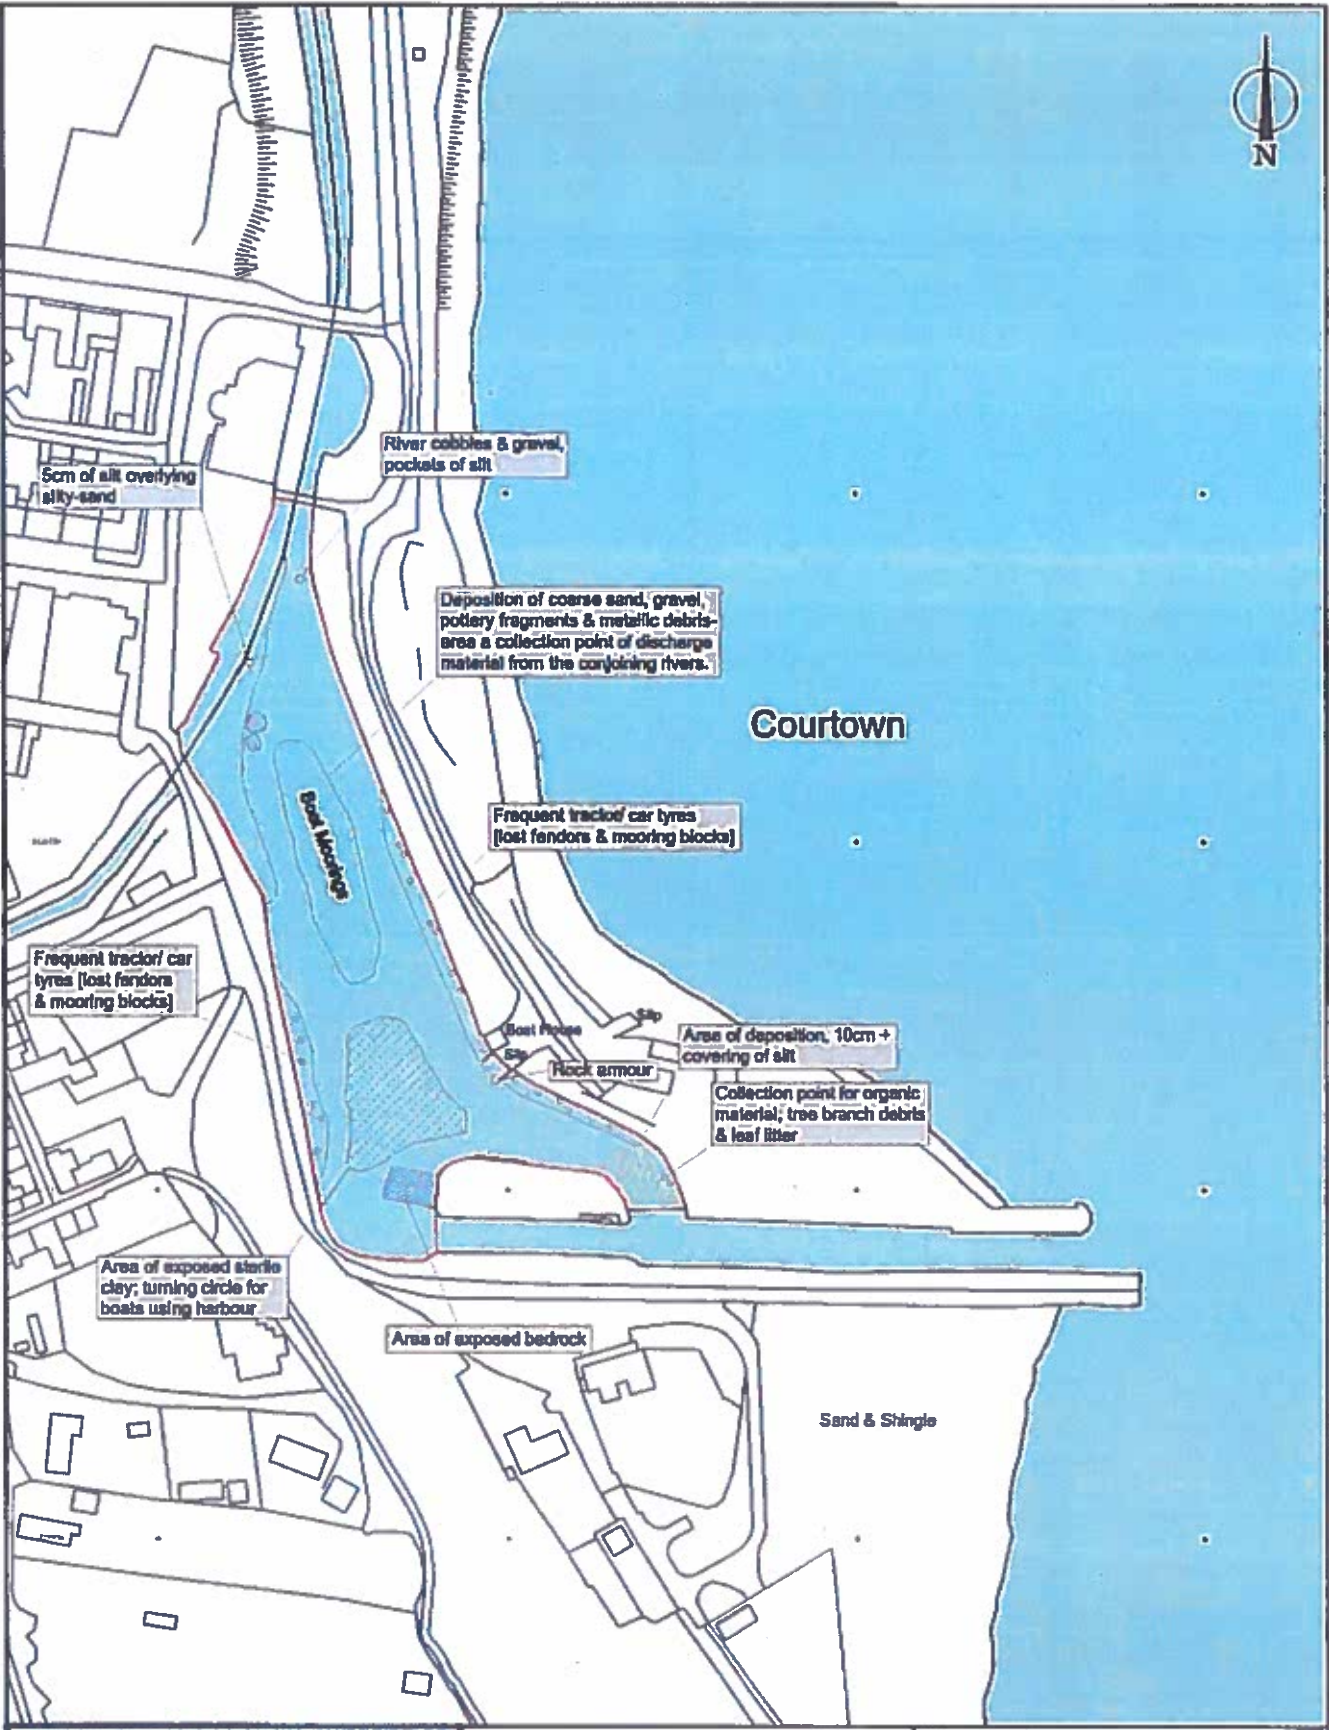 N
River cobbles & gravel,
pockets of silt
5cm of silt overlying
silty-sand
Deposition of coarse sand, gravel,
pottery fragments & metallic debris-
area a collection point of discharge
material from the conjoining rivers.
Courtown
Boat Moorings
Frequent tractor/ car tyres
[lost fendors & mooring blocks]
Frequent tractor/ car
tyres [lost fendors
& mooring blocks]
Slip
Boat House
Slip
Rock armour
Area of deposition, 10cm +
covering of silt
Collection point for organic
material; tree branch debris
& leaf litter
Area of exposed sterile
clay; turning circle for
boats using harbour
Area of exposed bedrock
Sand & Shingle